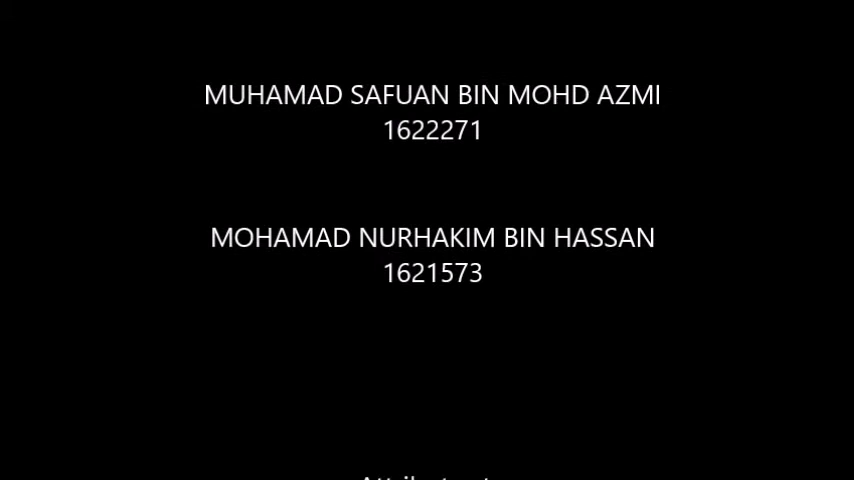 MUHAMAD SAFUAN BIN MOHD AZMI
1622271
MOHAMAD NURHAKIM BIN HASSAN
1621573